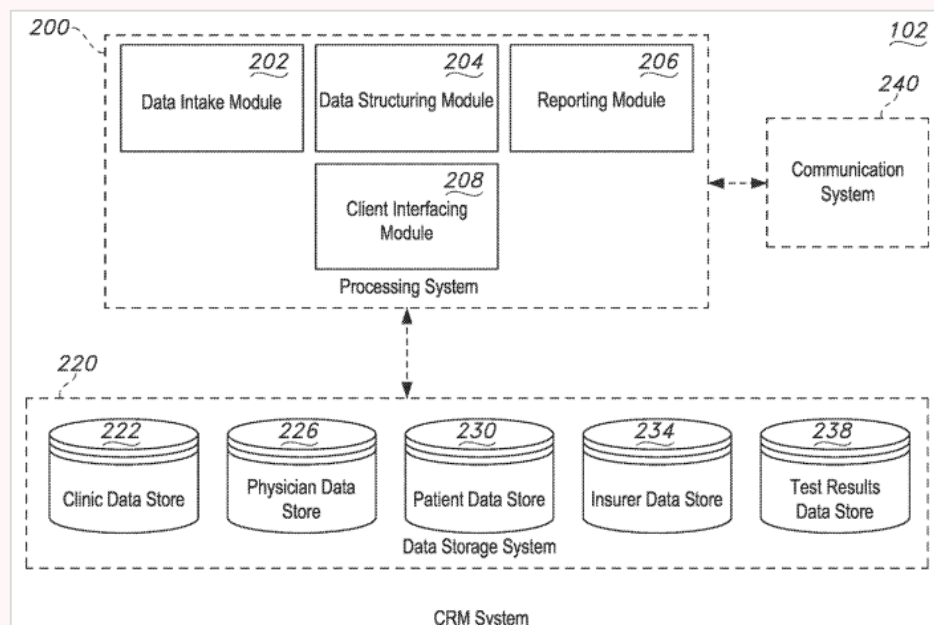 200
102
202
204
206
240
Data Intake Module
Data Structuring Module
Reporting Module
Communication
System
208
Client Interfacing
Module
Processing System
220
222
226
230
234
238
Clinic Data Store
Physician Data
Store
Patient Data Store
Insurer Data Store
Test Results
Data Store
Data Storage System
CRM System